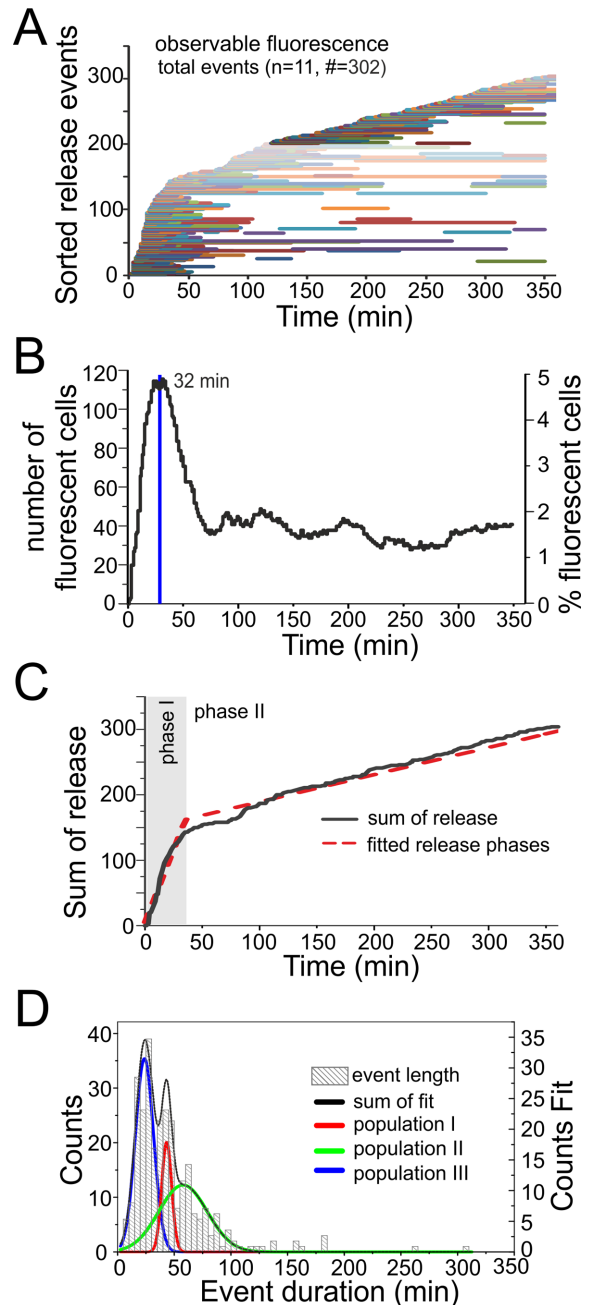 A
observable fluorescence
total events (n=11, #=302)
Sorted release events
300
200
100
0
0 50 100 150 200 250 300 350
Time (min)
B
number of
fluorescent cells
120
100
80
60
40
20
0
32 min
5
4
3
2
1
0
% fluorescent cells
0 50 100 150 200 250 300 350
Time (min)
C
Sum of release
300
200
100
0
phase I
phase II
sum of release
fitted release phases
0 50 100 150 200 250 300 350
Time (min)
D
Counts
40
30
20
10
0
event length
sum of fit
population I
population II
population III
35
30
25
20
15
10
5
0
Counts Fit
0 50 100 150 200 250 300 350
Event duration (min)